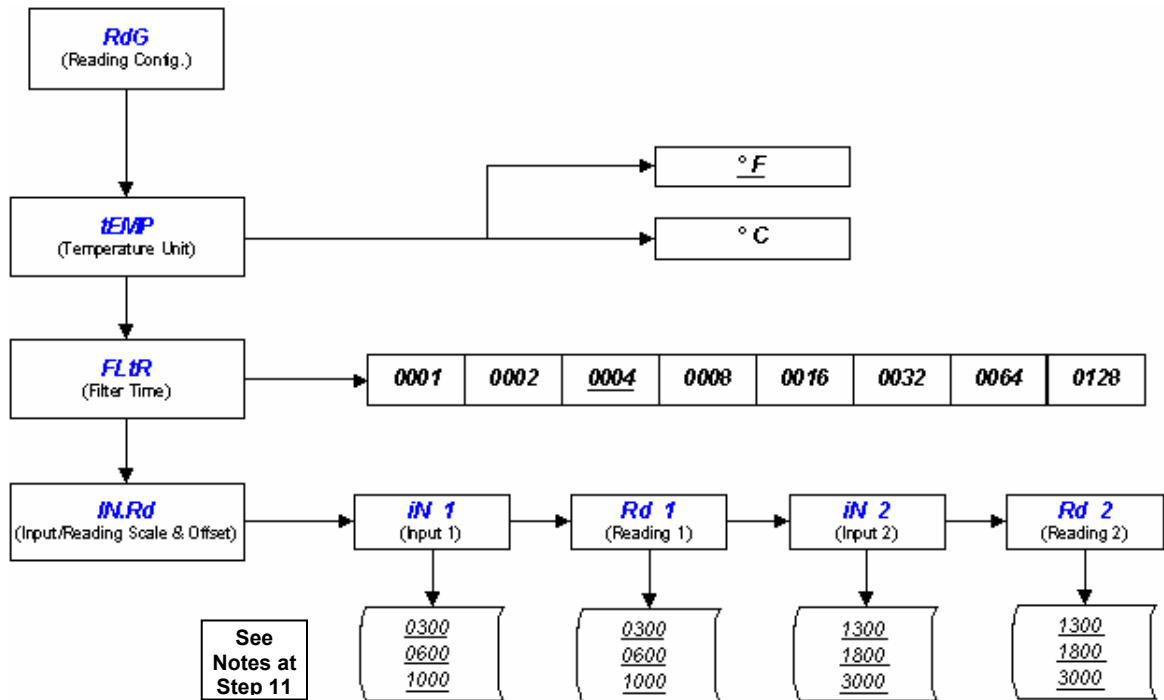 RdG
(Reading Config.)
°F
tEMP
(Temperature Unit)
°C
FLtR
(Filter Time)
0001 0002 0004 0008 0016 0032 0064 0128
IN.Rd
(Input/Reading Scale & Offset)
iN 1
(Input 1)
Rd 1
(Reading 1)
iN 2
(Input 2)
Rd 2
(Reading 2)
See
Notes at
Step 11
0300
0600
1000
0300
0600
1000
1300
1800
3000
1300
1800
3000